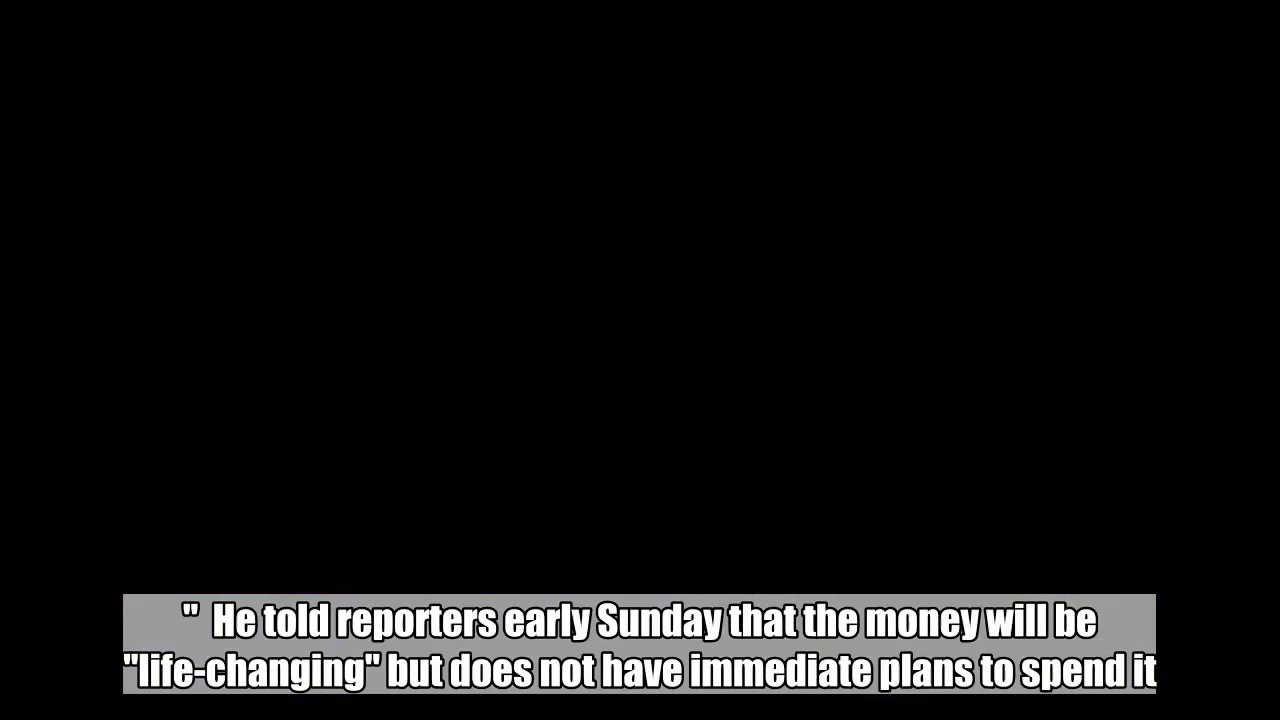 " He told reporters early Sunday that the money will be
"life-changing" but does not have immediate plans to spend it